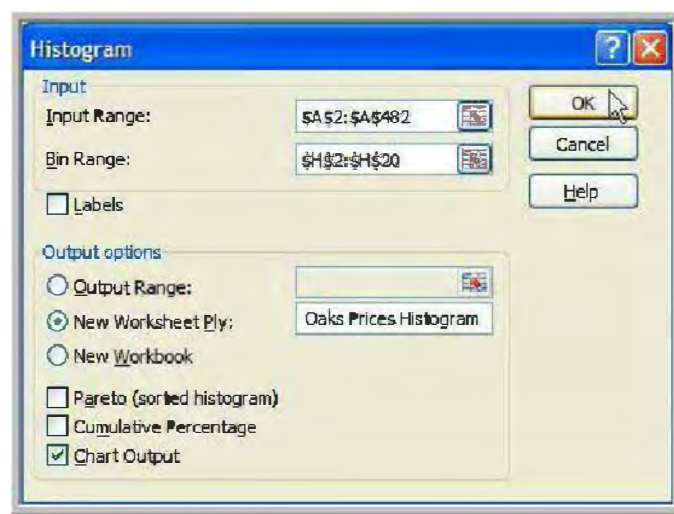 Histogram
Input
Input Range:
$A$2:$A$482
Bin Range:
$H$2:$H$20
Labels
OK
Cancel
Help
Output options
Output Range:
New Worksheet Ply:
Oaks Prices Histogram
New Workbook
Pareto (sorted histogram)
Cumulative Percentage
Chart Output